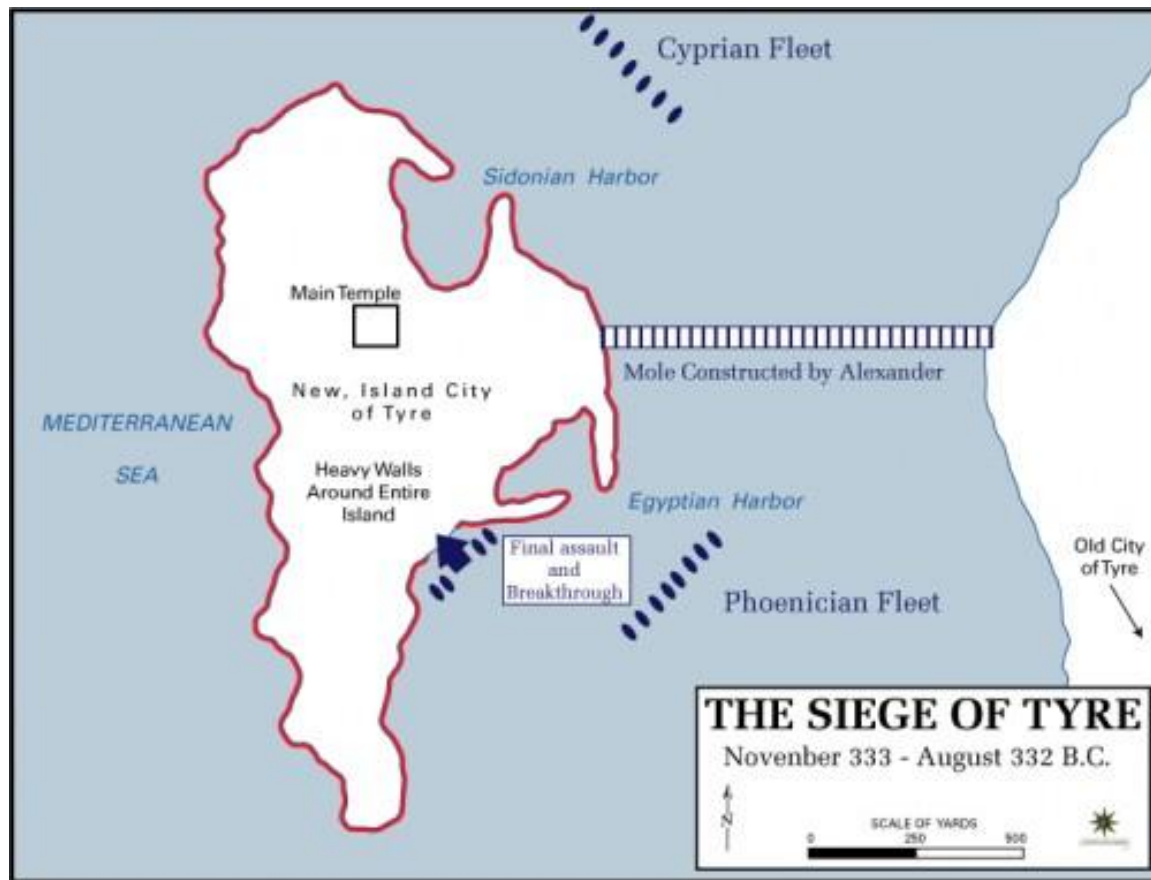 Cyprian Fleet
Sidonian Harbor
Main Temple
Mole Constructed by Alexander
New, Island City
of Tyre
MEDITERRANEAN
SEA
Heavy Walls
Around Entire
Island
Egyptian Harbor
Final assault
and
Breakthrough
Old City
of Tyre
Phoenician Fleet
THE SIEGE OF TYRE
Novenber 333 - August 332 B.C.
N
SCALE OF YARDS
0 250 500